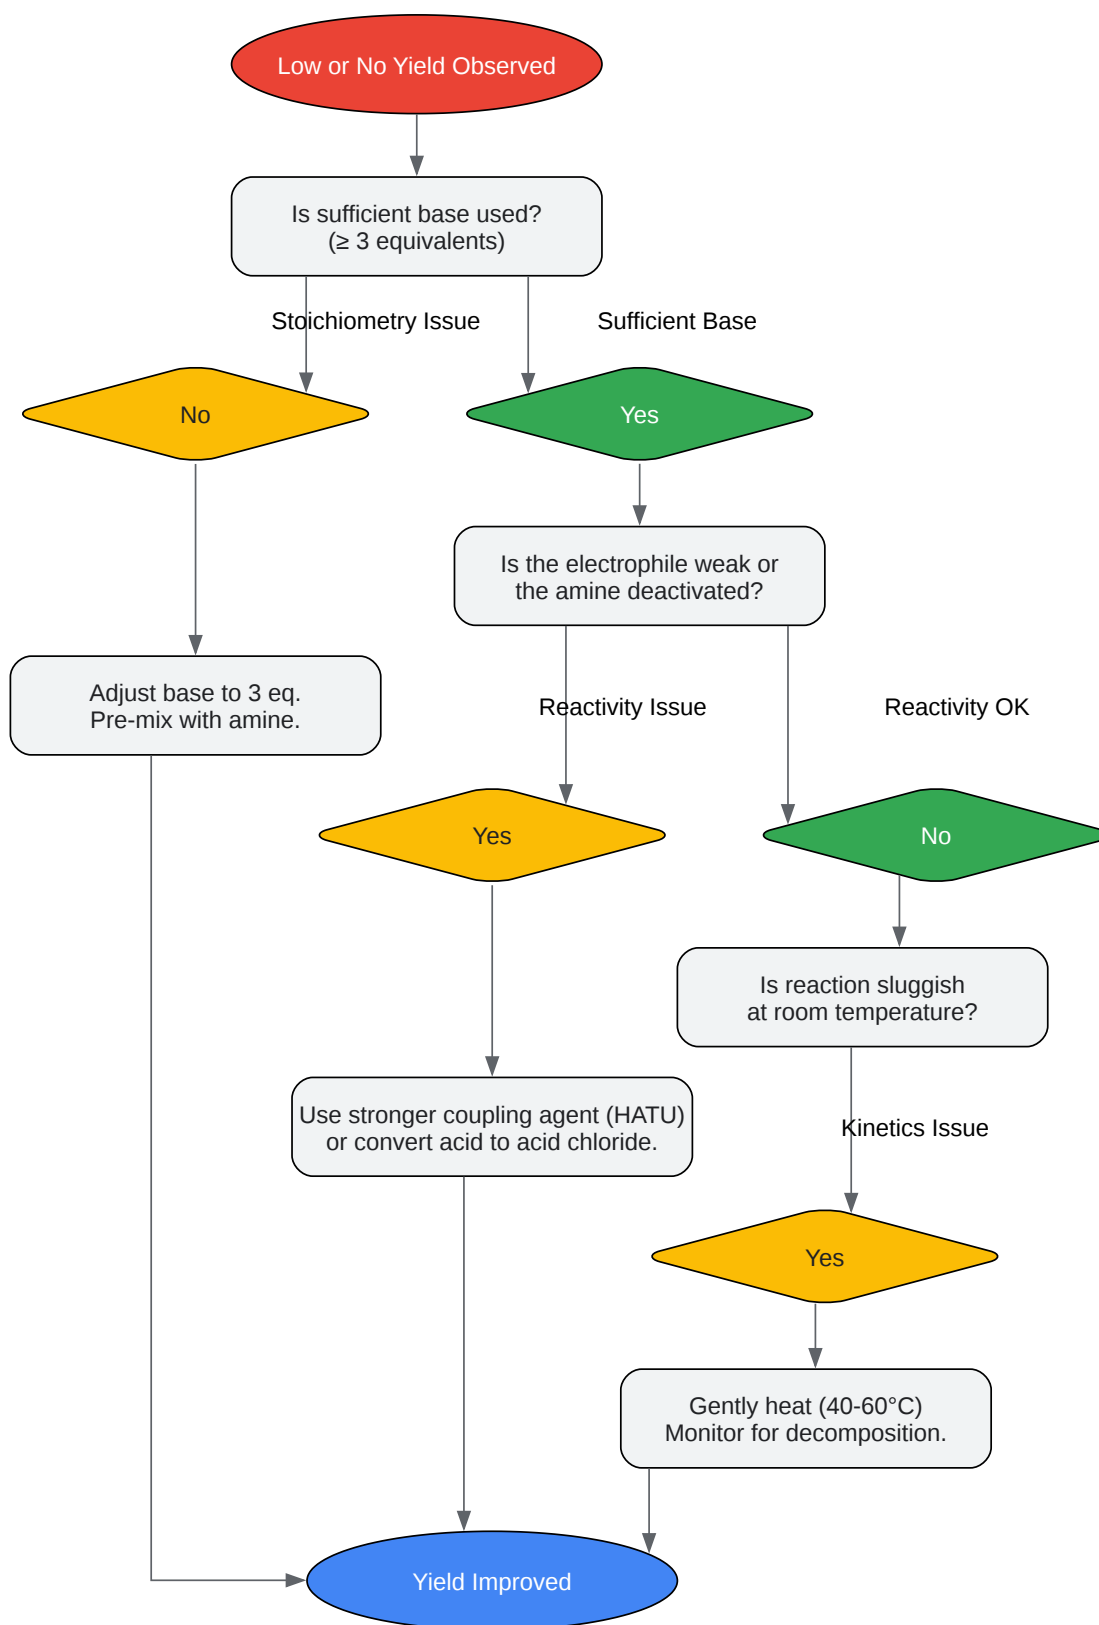 Low or No Yield Observed
Is sufficient base used?
(≥ 3 equivalents)
Stoichiometry Issue
Sufficient Base
No
Yes
Is the electrophile weak or
the amine deactivated?
Adjust base to 3 eq.
Pre-mix with amine.
Reactivity Issue
Reactivity OK
Yes
No
Is reaction sluggish
at room temperature?
Use stronger coupling agent (HATU)
or convert acid to acid chloride.
Kinetics Issue
Yes
Gently heat (40-60°C)
Monitor for decomposition.
Yield Improved